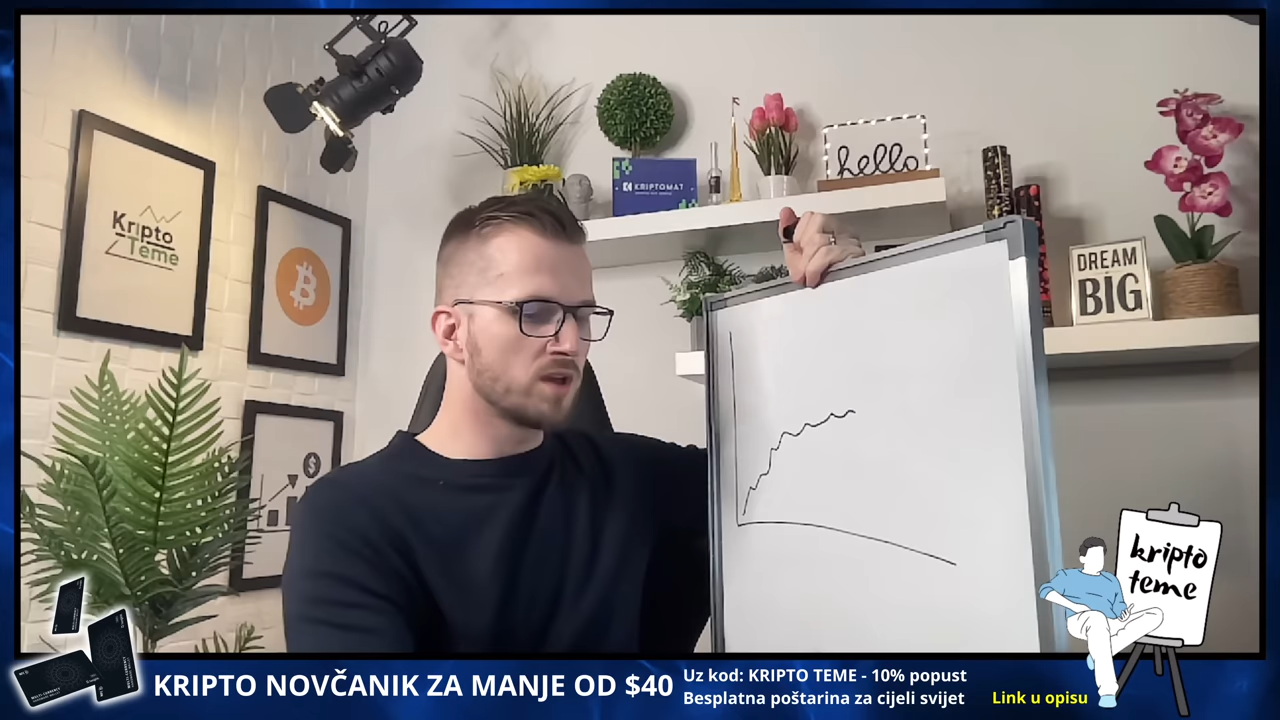 Kripto
Teme
KRIPTOMAT
hello
DREAM
BIG
kripto
teme
KRIPTO NOVČANIK ZA MANJE OD $40
Uz kod: KRIPTO TEME - 10% popust
Besplatna poštarina za cijeli svijet
Link u opisu